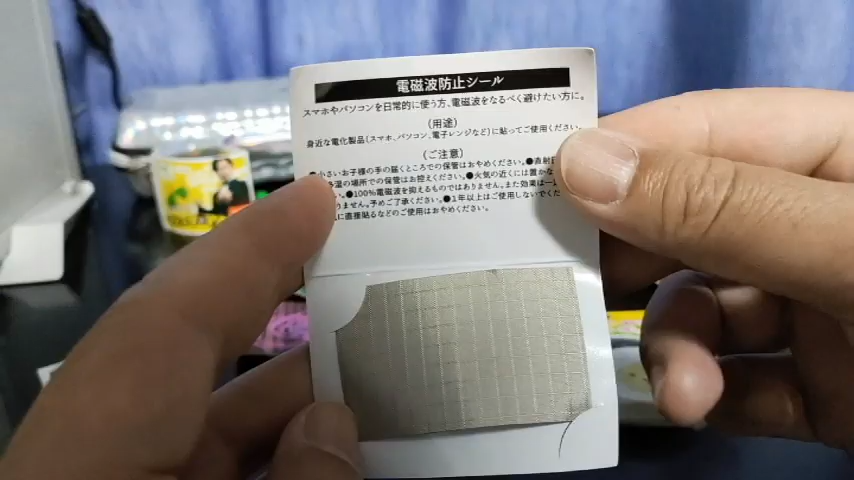 電磁波防止シール
スマホやパソコンを日常的に使う方、電磁波をなるべく避けたい方に。
(用途)
身近な電化製品(スマホ、パソコン、電子レンジなど)に貼ってご使用ください。
(ご注意)
●小さいお子様の手の届くところでの保管はおやめください。●直射日
温の場所での保管はお控えください。●火気の近くには置かな
い。●100%電磁波を抑えるものではありません。また効果は一
りません。予めご了承ください。●1年以上はご使用しないでくだ
に直接貼るなどのご使用はおやめください。